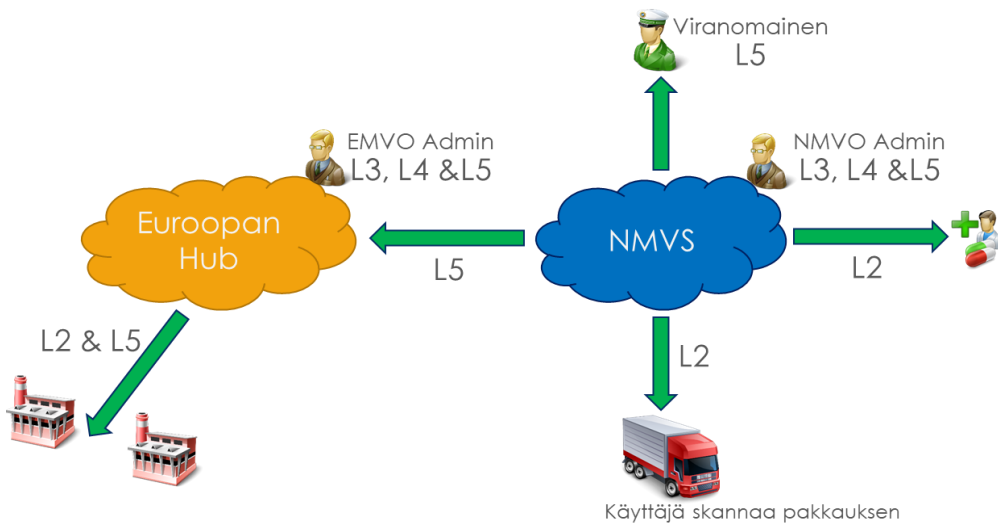 Viranomainen
L5
EMVO Admin
L3, L4 &L5
NMVO Admin
L3, L4 &L5
Euroopan
Hub
NMVS
L5
L2
L2 & L5
L2
Käyttäjä skannaa pakkauksen